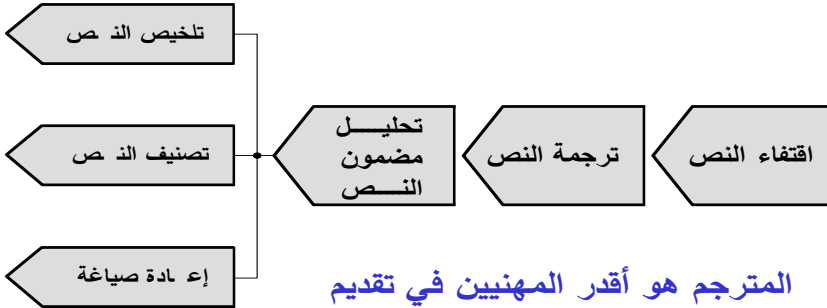 اقتفاء النص
ترجمة النص
تحليل
مضمون
النص
تلخيص النص
تصنيف النص
إعادة صياغة
المترجم هو أقدر المهنيين في تقديم